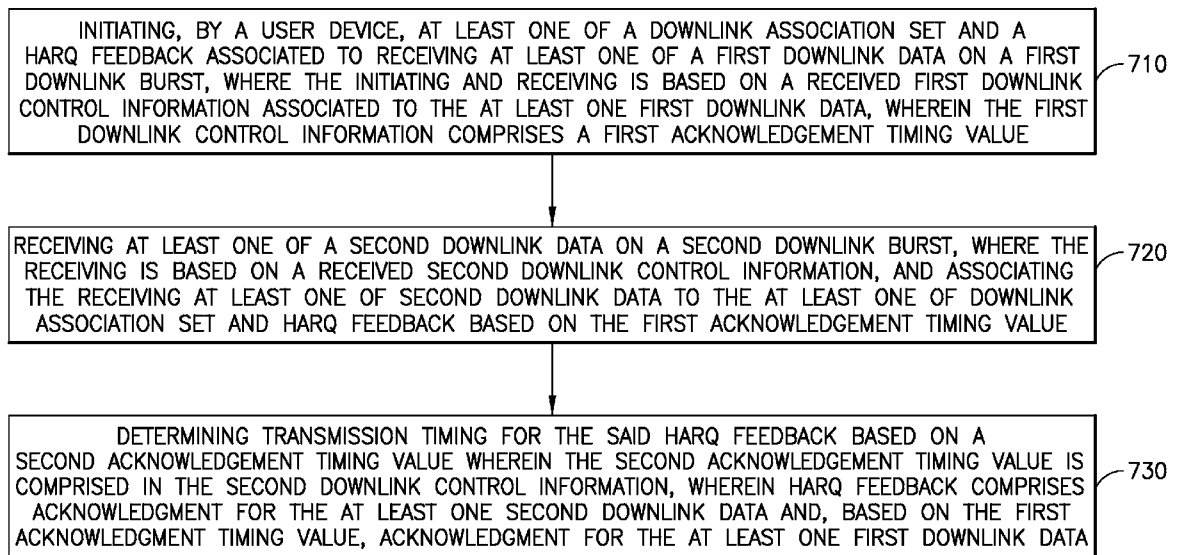 INITIATING, BY A USER DEVICE, AT LEAST ONE OF A DOWNLINK ASSOCIATION SET AND A
HARQ FEEDBACK ASSOCIATED TO RECEIVING AT LEAST ONE OF A FIRST DOWNLINK DATA ON A FIRST
DOWNLINK BURST, WHERE THE INITIATING AND RECEIVING IS BASED ON A RECEIVED FIRST DOWNLINK
CONTROL INFORMATION ASSOCIATED TO THE AT LEAST ONE FIRST DOWNLINK DATA, WHEREIN THE FIRST
DOWNLINK CONTROL INFORMATION COMPRISES A FIRST ACKNOWLEDGEMENT TIMING VALUE
710
RECEIVING AT LEAST ONE OF A SECOND DOWNLINK DATA ON A SECOND DOWNLINK BURST, WHERE THE
RECEIVING IS BASED ON A RECEIVED SECOND DOWNLINK CONTROL INFORMATION, AND ASSOCIATING
THE RECEIVING AT LEAST ONE OF SECOND DOWNLINK DATA TO THE AT LEAST ONE OF DOWNLINK
ASSOCIATION SET AND HARQ FEEDBACK BASED ON THE FIRST ACKNOWLEDGEMENT TIMING VALUE
720
DETERMINING TRANSMISSION TIMING FOR THE SAID HARQ FEEDBACK BASED ON A
SECOND ACKNOWLEDGEMENT TIMING VALUE WHEREIN THE SECOND ACKNOWLEDGEMENT TIMING VALUE IS
COMPRISED IN THE SECOND DOWNLINK CONTROL INFORMATION, WHEREIN HARQ FEEDBACK COMPRISES
ACKNOWLEDGMENT FOR THE AT LEAST ONE SECOND DOWNLINK DATA AND, BASED ON THE FIRST
ACKNOWLEDGMENT TIMING VALUE, ACKNOWLEDGMENT FOR THE AT LEAST ONE FIRST DOWNLINK DATA
730